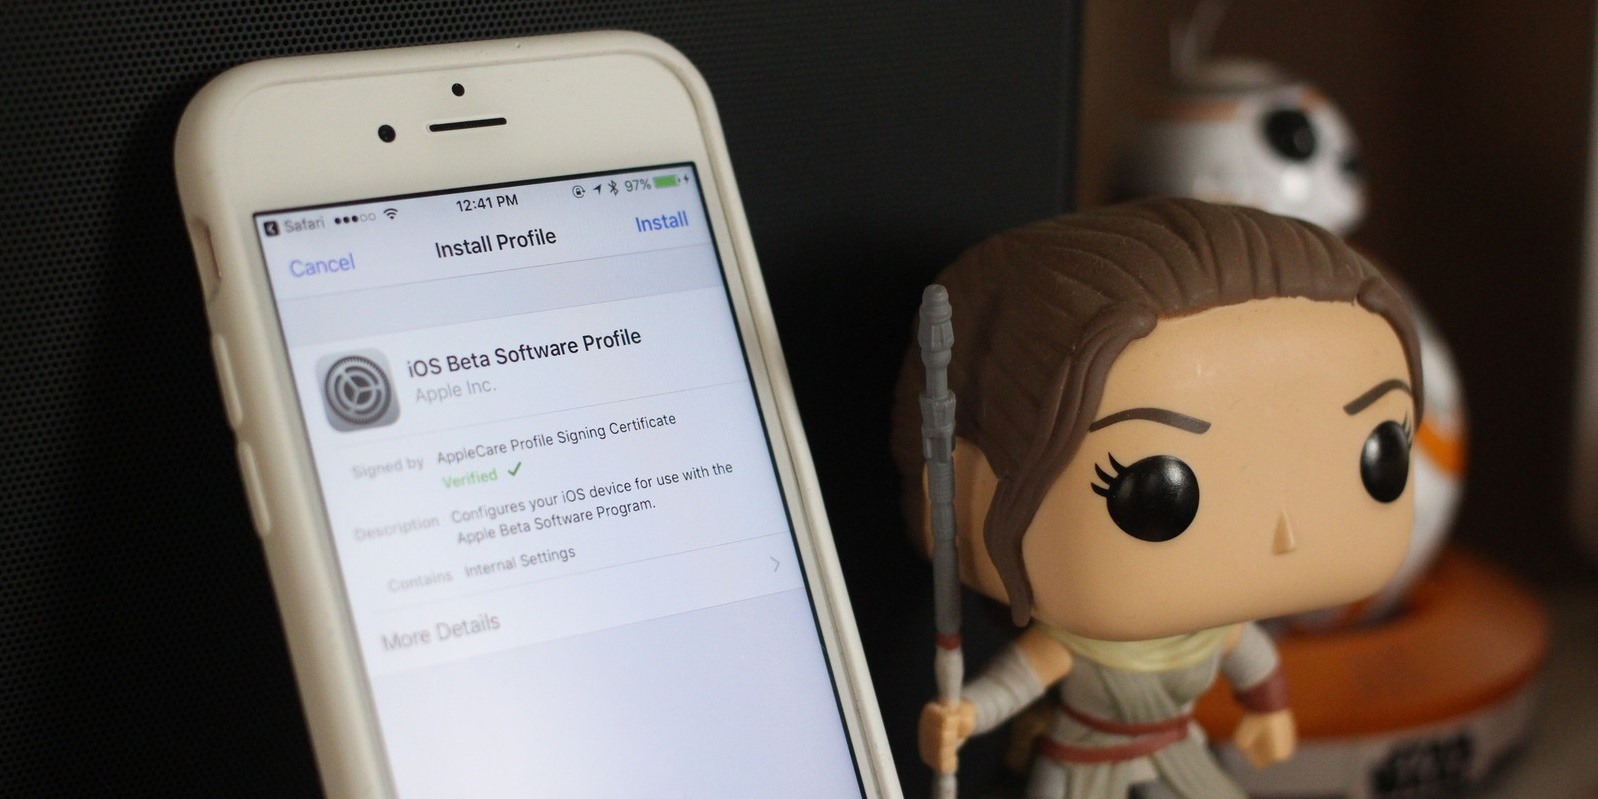 Safari 12:41 PM 97%
Cancel Install Profile Install
iOS Beta Software Profile
Apple Inc.
Signed by AppleCare Profile Signing Certificate
Verified ✓
Description Configures your iOS device for use with the
Apple Beta Software Program.
Contains Internal Settings
More Details
STAR WARS